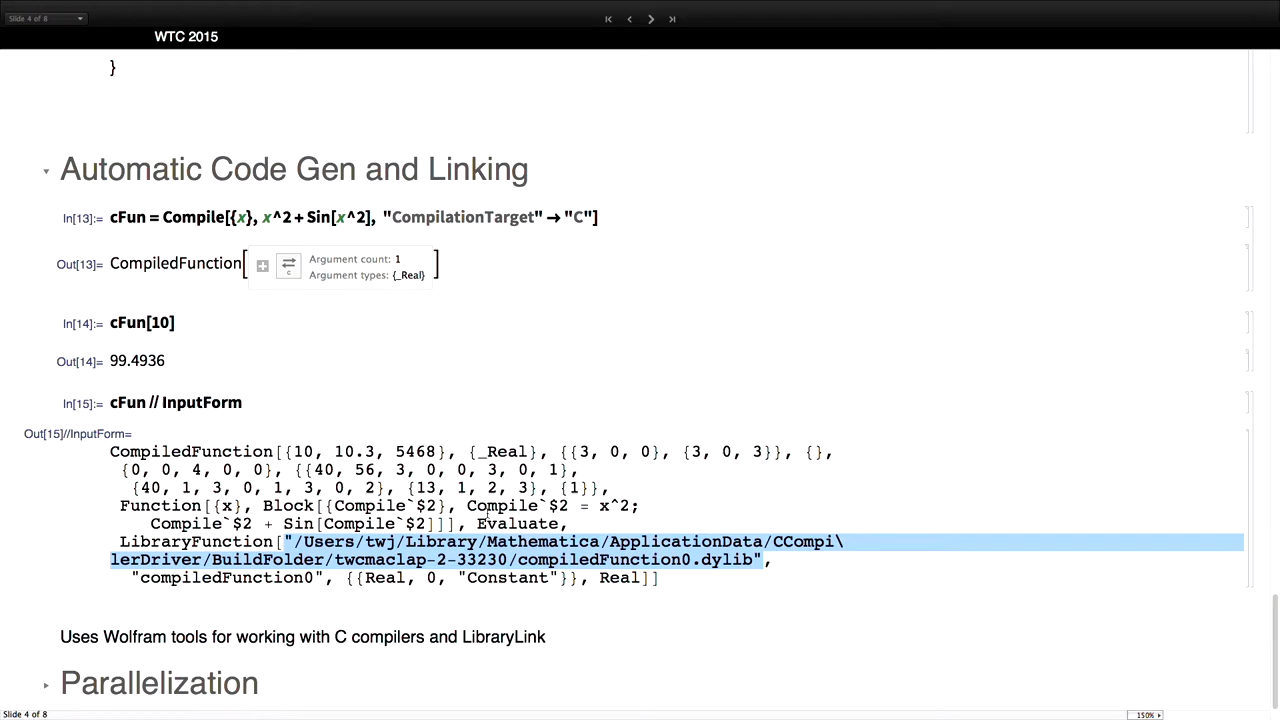 Slide 4 of 8
WTC 2015
}
Automatic Code Gen and Linking
In[13]:= cFun = Compile[{x}, x^2 + Sin[x^2], "CompilationTarget" → "C"]
Out[13]= CompiledFunction[
Argument count: 1
Argument types: {_Real}
]
c
In[14]:= cFun[10]
Out[14]= 99.4936
In[15]:= cFun // InputForm
Out[15]//InputForm=
CompiledFunction[{10, 10.3, 5468}, {_Real}, {{3, 0, 0}, {3, 0, 3}}, {},
{0, 0, 4, 0, 0}, {{40, 56, 3, 0, 0, 3, 0, 1},
{40, 1, 3, 0, 1, 3, 0, 2}, {13, 1, 2, 3}, {1}},
Function[{x}, Block[{Compile`$2}, Compile`$2 = x^2;
Compile`$2 + Sin[Compile`$2]]], Evaluate,
LibraryFunction["/Users/twj/Library/Mathematica/ApplicationData/CCompi\
lerDriver/BuildFolder/twcmaclap-2-33230/compiledFunction0.dylib",
"compiledFunction0", {{Real, 0, "Constant"}}, Real]]
Uses Wolfram tools for working with C compilers and LibraryLink
Parallelization
Slide 4 of 8
150%